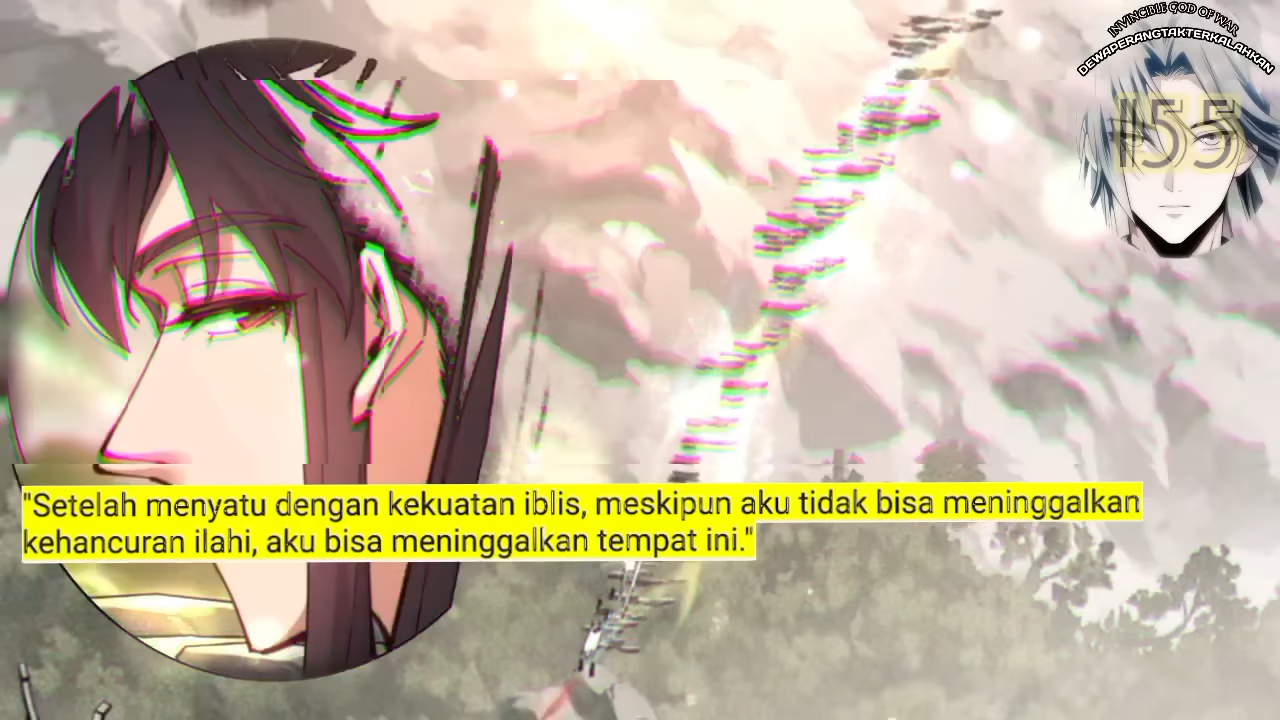 INVINCIBLE GOD OF WAR
DEWAPERANGTAKTERKALAHKAN
155
"Setelah menyatu dengan kekuatan iblis, meskipun aku tidak bisa meninggalkan
kehancuran ilahi, aku bisa meninggalkan tempat ini."